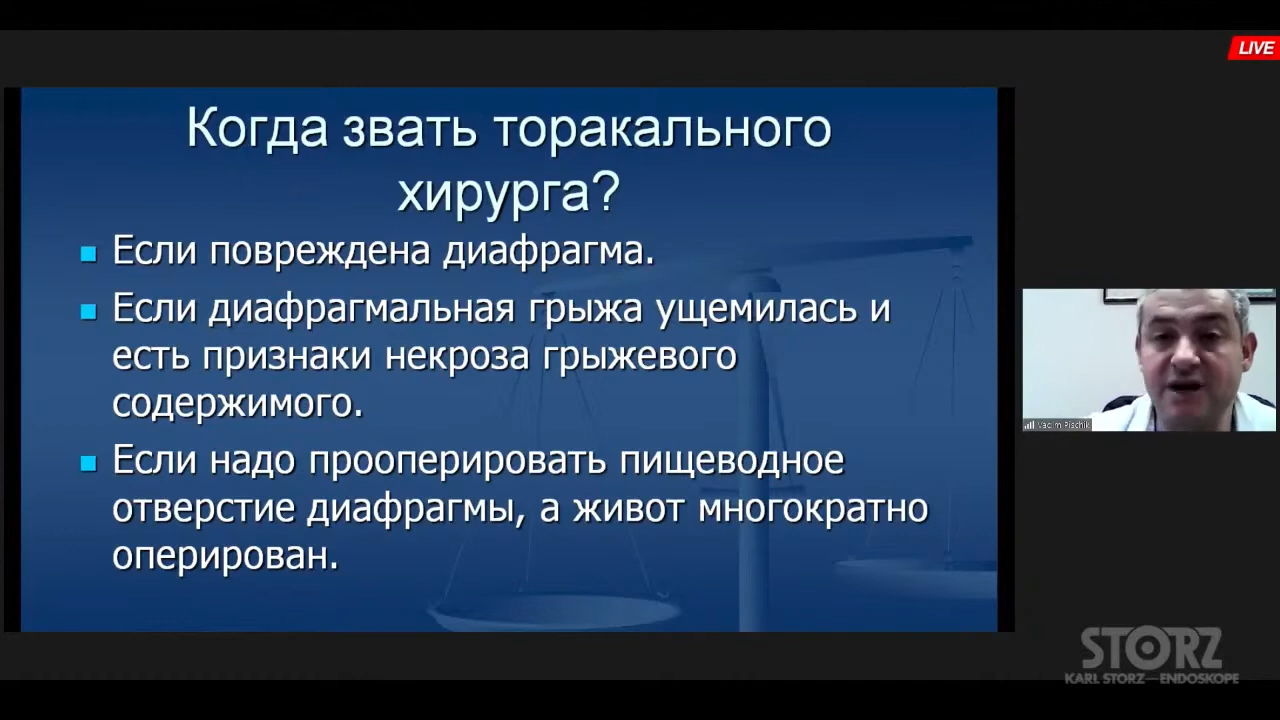 LIVE
Когда звать торакального
хирурга?
Если повреждена диафрагма.
Если диафрагмальная грыжа ущемилась и
есть признаки некроза грыжевого
содержимого.
Если надо прооперировать пищеводное
отверстие диафрагмы, а живот многократно
оперирован.
Vadim Pischik
STORZ
KARL STORZ—ENDOSKOPE